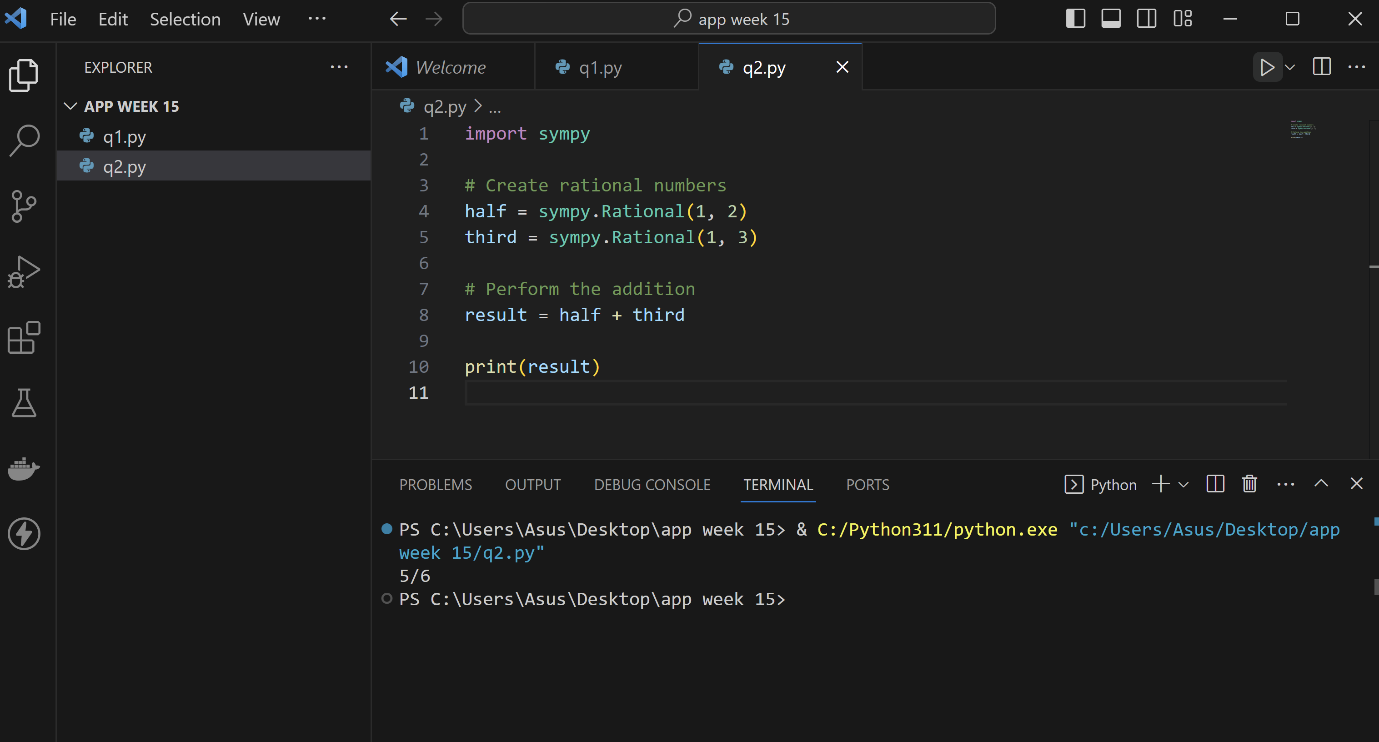 File Edit Selection View ... app week 15
EXPLORER ...
APP WEEK 15
q1.py
q2.py
Welcome q1.py q2.py
q2.py > ...
1 import sympy
2
3 # Create rational numbers
4 half = sympy.Rational(1, 2)
5 third = sympy.Rational(1, 3)
6
7 # Perform the addition
8 result = half + third
9
10 print(result)
11
PROBLEMS OUTPUT DEBUG CONSOLE TERMINAL PORTS Python
PS C:\Users\Asus\Desktop\app week 15> & C:/Python311/python.exe "c:/Users/Asus/Desktop/app
week 15/q2.py"
5/6
PS C:\Users\Asus\Desktop\app week 15>